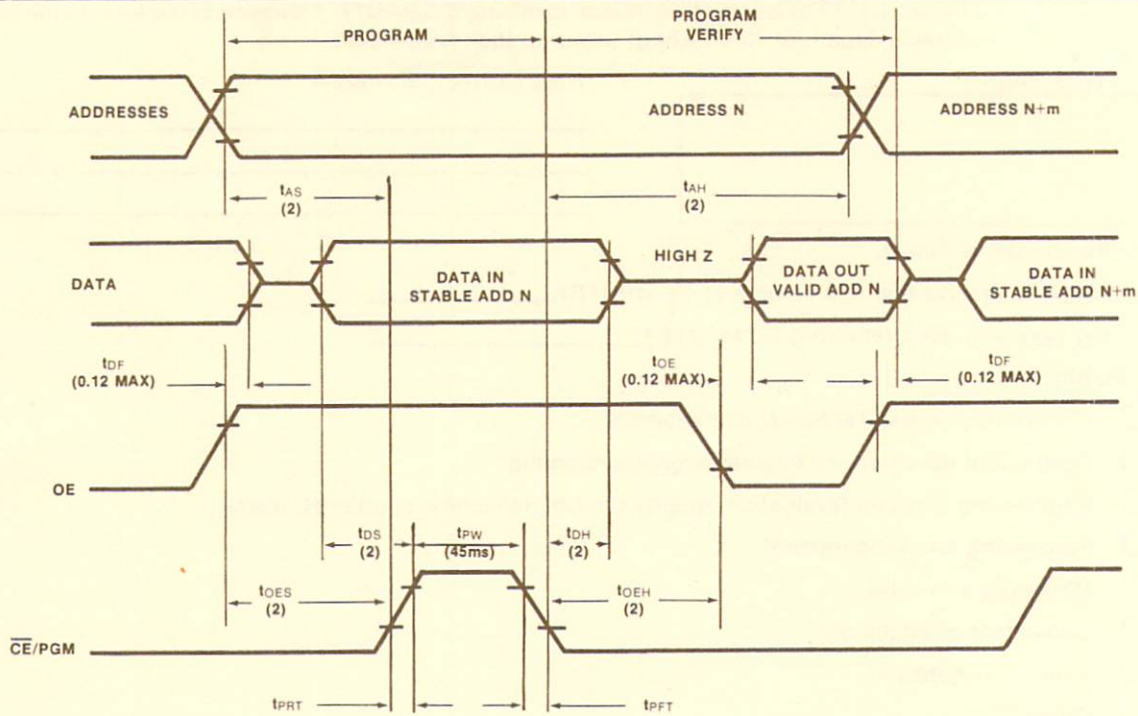 PROGRAM
PROGRAM
VERIFY
ADDRESSES
ADDRESS N
ADDRESS N+m
tAS
(2)
tAH
(2)
DATA
DATA IN
STABLE ADD N
HIGH Z
DATA OUT
VALID ADD N
DATA IN
STABLE ADD N+m
tDF
(0.12 MAX)
tOE
(0.12 MAX)
tDF
(0.12 MAX)
OE
tDS
(2)
tPW
(45ms)
tDH
(2)
tOES
(2)
tOEH
(2)
C̅E̅/PGM
tPRT
tPFT